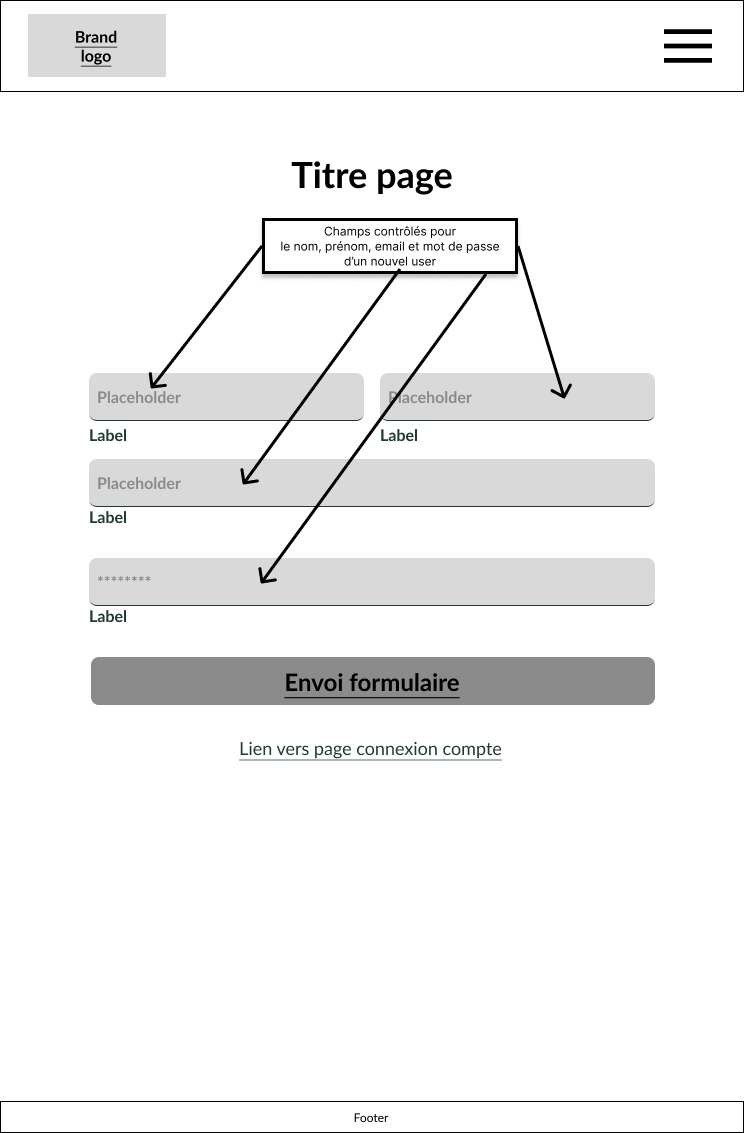 Brand
logo
Titre page
Champs contrôlés pour
le nom, prénom, email et mot de passe
d'un nouvel user
Placeholder
Placeholder
Label
Label
Placeholder
Label
********
Label
Envoi formulaire
Lien vers page connexion compte
Footer